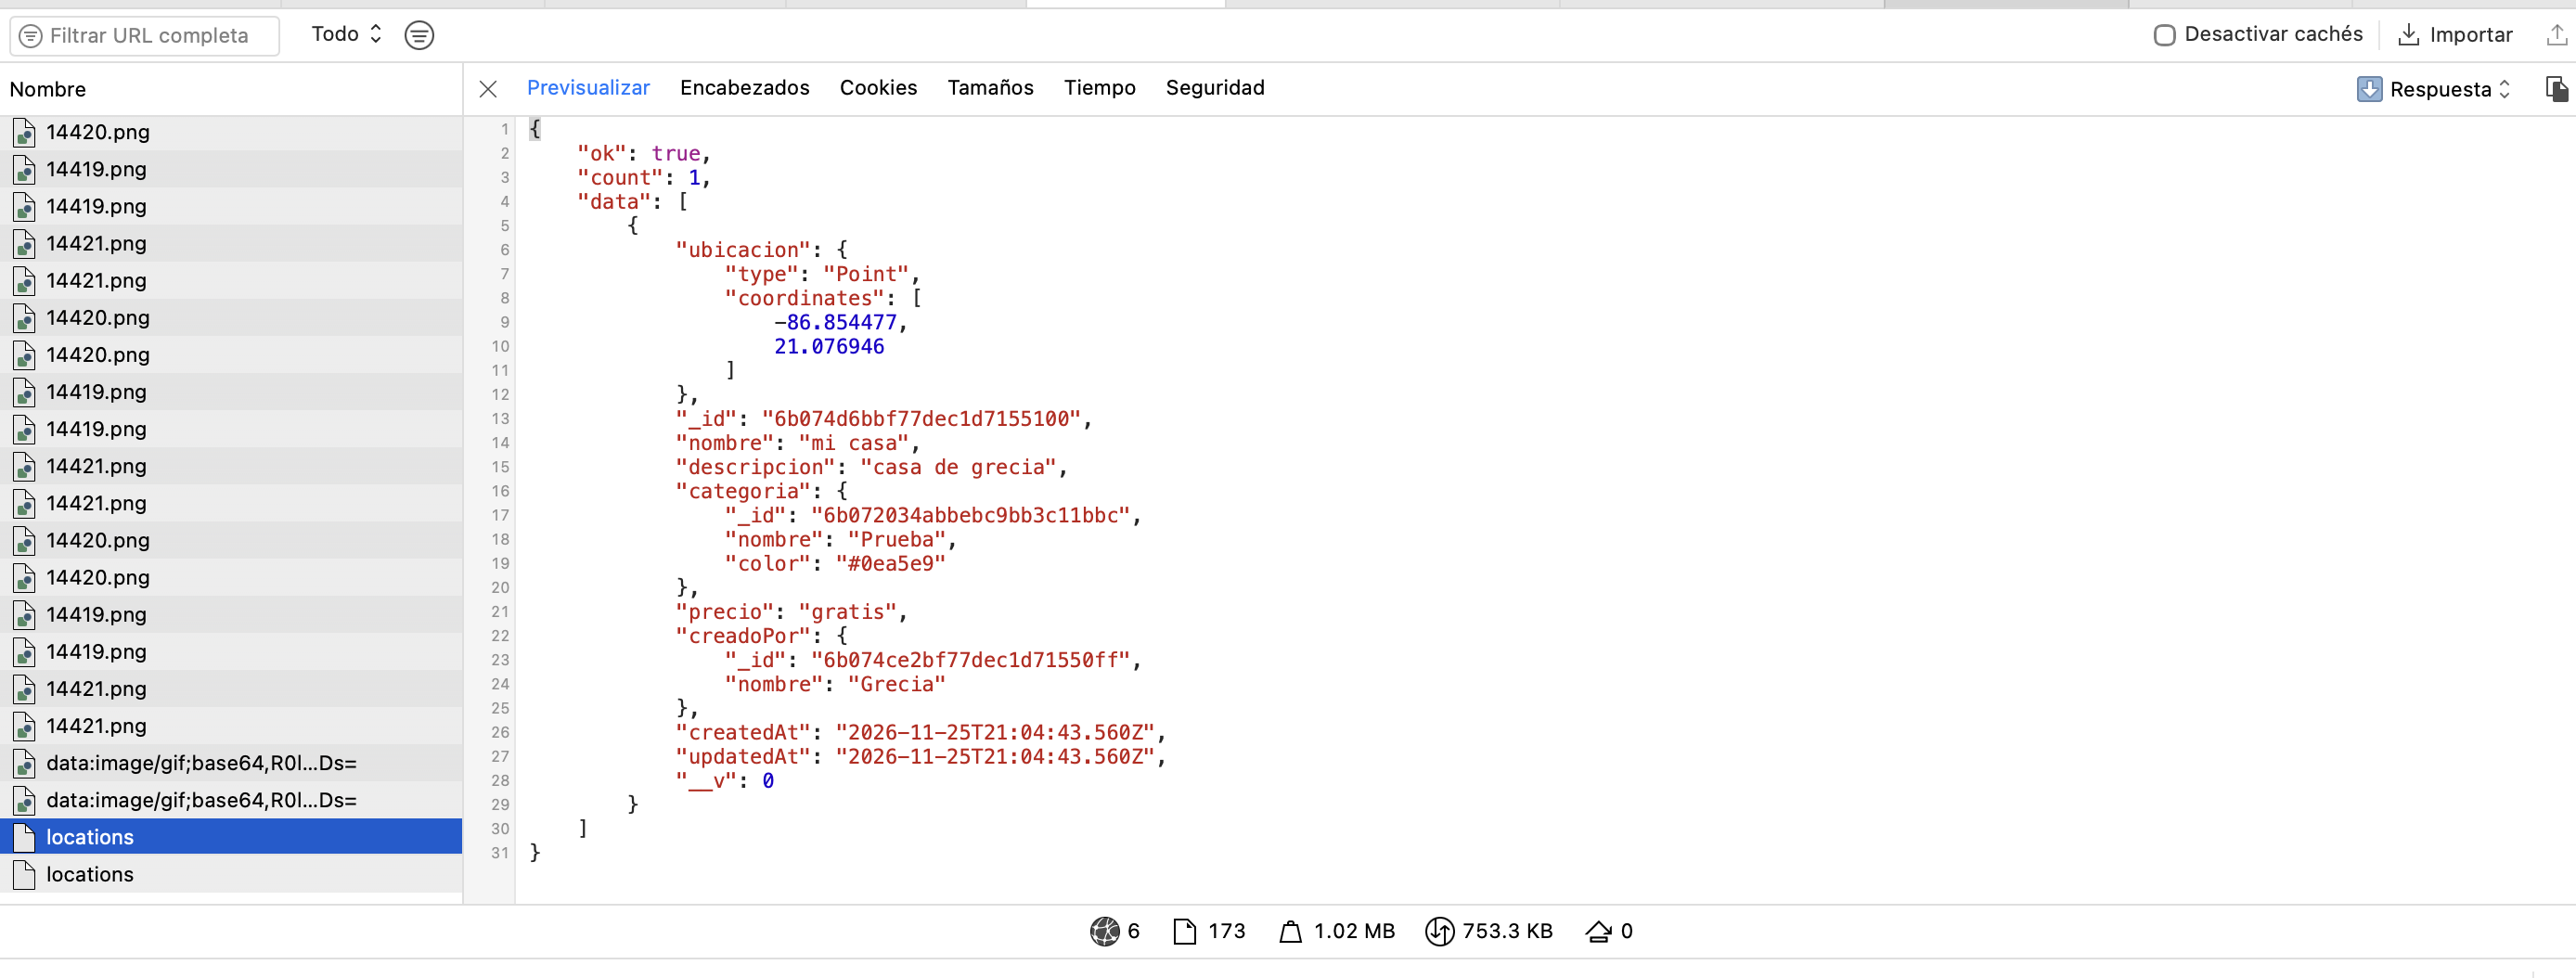 Filtrar URL completa Todo Desactivar cachés Importar
Nombre
Previsualizar Encabezados Cookies Tamaños Tiempo Seguridad Respuesta
14420.png
14419.png
14419.png
14421.png
14421.png
14420.png
14420.png
14419.png
14419.png
14421.png
14421.png
14420.png
14420.png
14419.png
14419.png
14421.png
14421.png
data:image/gif;base64,R0l...Ds=
data:image/gif;base64,R0l...Ds=
locations
locations
1 {
2 "ok": true,
3 "count": 1,
4 "data": [
5 {
6 "ubicacion": {
7 "type": "Point",
8 "coordinates": [
9 -86.854477,
10 21.076946
11 ]
12 },
13 "_id": "6b074d6bbf77dec1d7155100",
14 "nombre": "mi casa",
15 "descripcion": "casa de grecia",
16 "categoria": {
17 "_id": "6b072034abbebc9bb3c11bbc",
18 "nombre": "Prueba",
19 "color": "#0ea5e9"
20 },
21 "precio": "gratis",
22 "creadoPor": {
23 "_id": "6b074ce2bf77dec1d71550ff",
24 "nombre": "Grecia"
25 },
26 "createdAt": "2026-11-25T21:04:43.560Z",
27 "updatedAt": "2026-11-25T21:04:43.560Z",
28 "__v": 0
29 }
30 ]
31 }
6 173 1.02 MB 753.3 KB 0